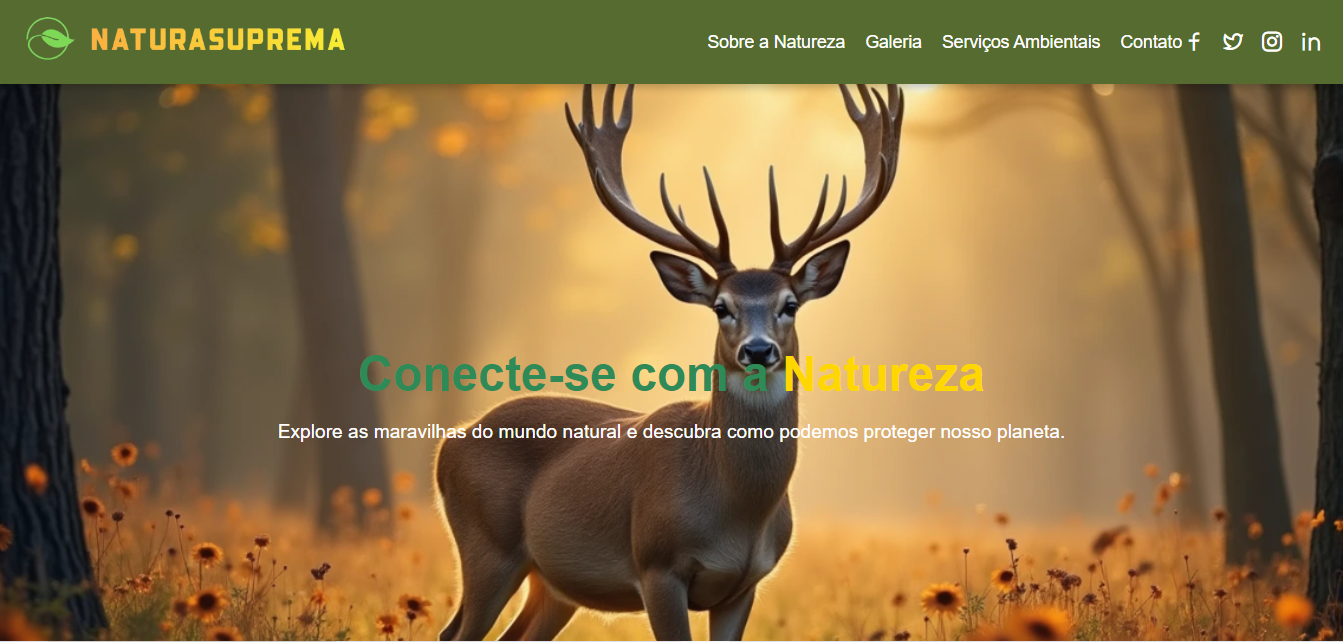 NATURASUPREMA
Sobre a Natureza Galeria Serviços Ambientais Contato
Conecte-se com a Natureza
Explore as maravilhas do mundo natural e descubra como podemos proteger nosso planeta.